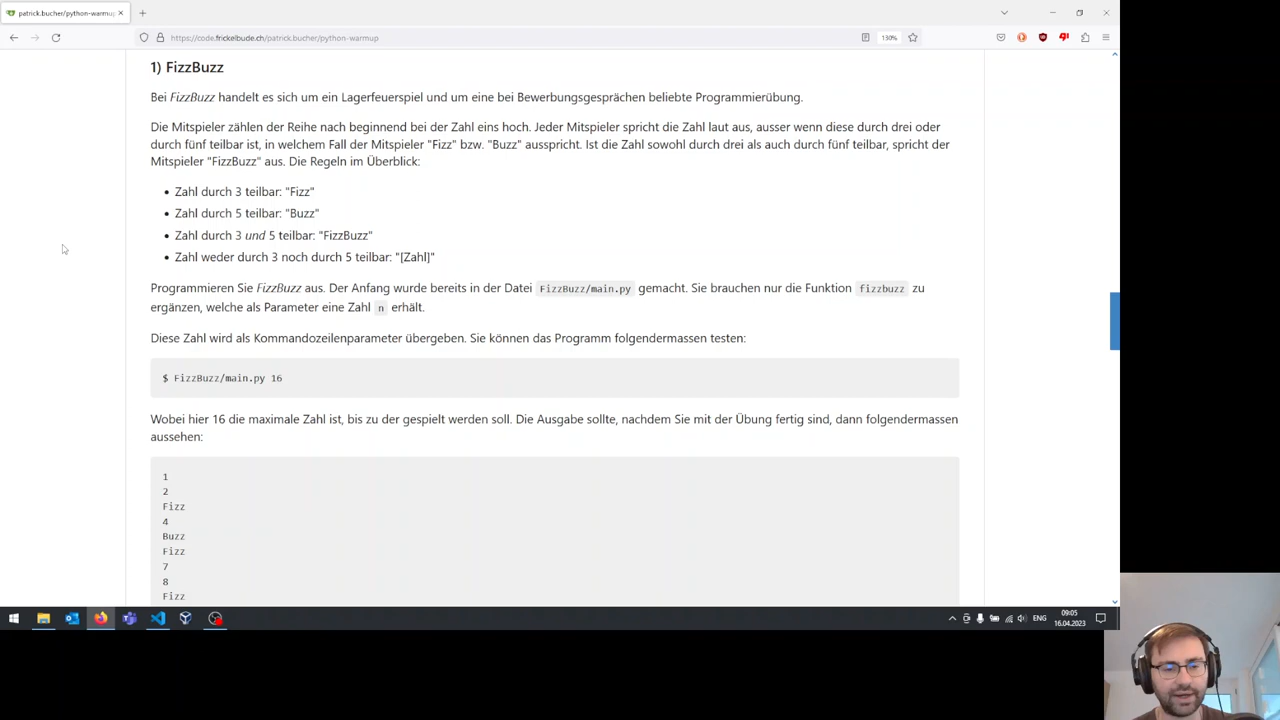 patrick.bucher/python-warmup
https://code.frickelbude.ch/patrick.bucher/python-warmup
130%
1) FizzBuzz
Bei FizzBuzz handelt es sich um ein Lagerfeuerspiel und um eine bei Bewerbungsgesprächen beliebte Programmierübung.
Die Mitspieler zählen der Reihe nach beginnend bei der Zahl eins hoch. Jeder Mitspieler spricht die Zahl laut aus, ausser wenn diese durch drei oder
durch fünf teilbar ist, in welchem Fall der Mitspieler "Fizz" bzw. "Buzz" ausspricht. Ist die Zahl sowohl durch drei als auch durch fünf teilbar, spricht der
Mitspieler "FizzBuzz" aus. Die Regeln im Überblick:
• Zahl durch 3 teilbar: "Fizz"
• Zahl durch 5 teilbar: "Buzz"
• Zahl durch 3 und 5 teilbar: "FizzBuzz"
• Zahl weder durch 3 noch durch 5 teilbar: "[Zahl]"
Programmieren Sie FizzBuzz aus. Der Anfang wurde bereits in der Datei FizzBuzz/main.py gemacht. Sie brauchen nur die Funktion fizzbuzz zu
ergänzen, welche als Parameter eine Zahl n erhält.
Diese Zahl wird als Kommandozeilenparameter übergeben. Sie können das Programm folgendermassen testen:
$ FizzBuzz/main.py 16
Wobei hier 16 die maximale Zahl ist, bis zu der gespielt werden soll. Die Ausgabe sollte, nachdem Sie mit der Übung fertig sind, dann folgendermassen
aussehen:
1
2
Fizz
4
Buzz
Fizz
7
8
Fizz
ENG
09:05
16.04.2023